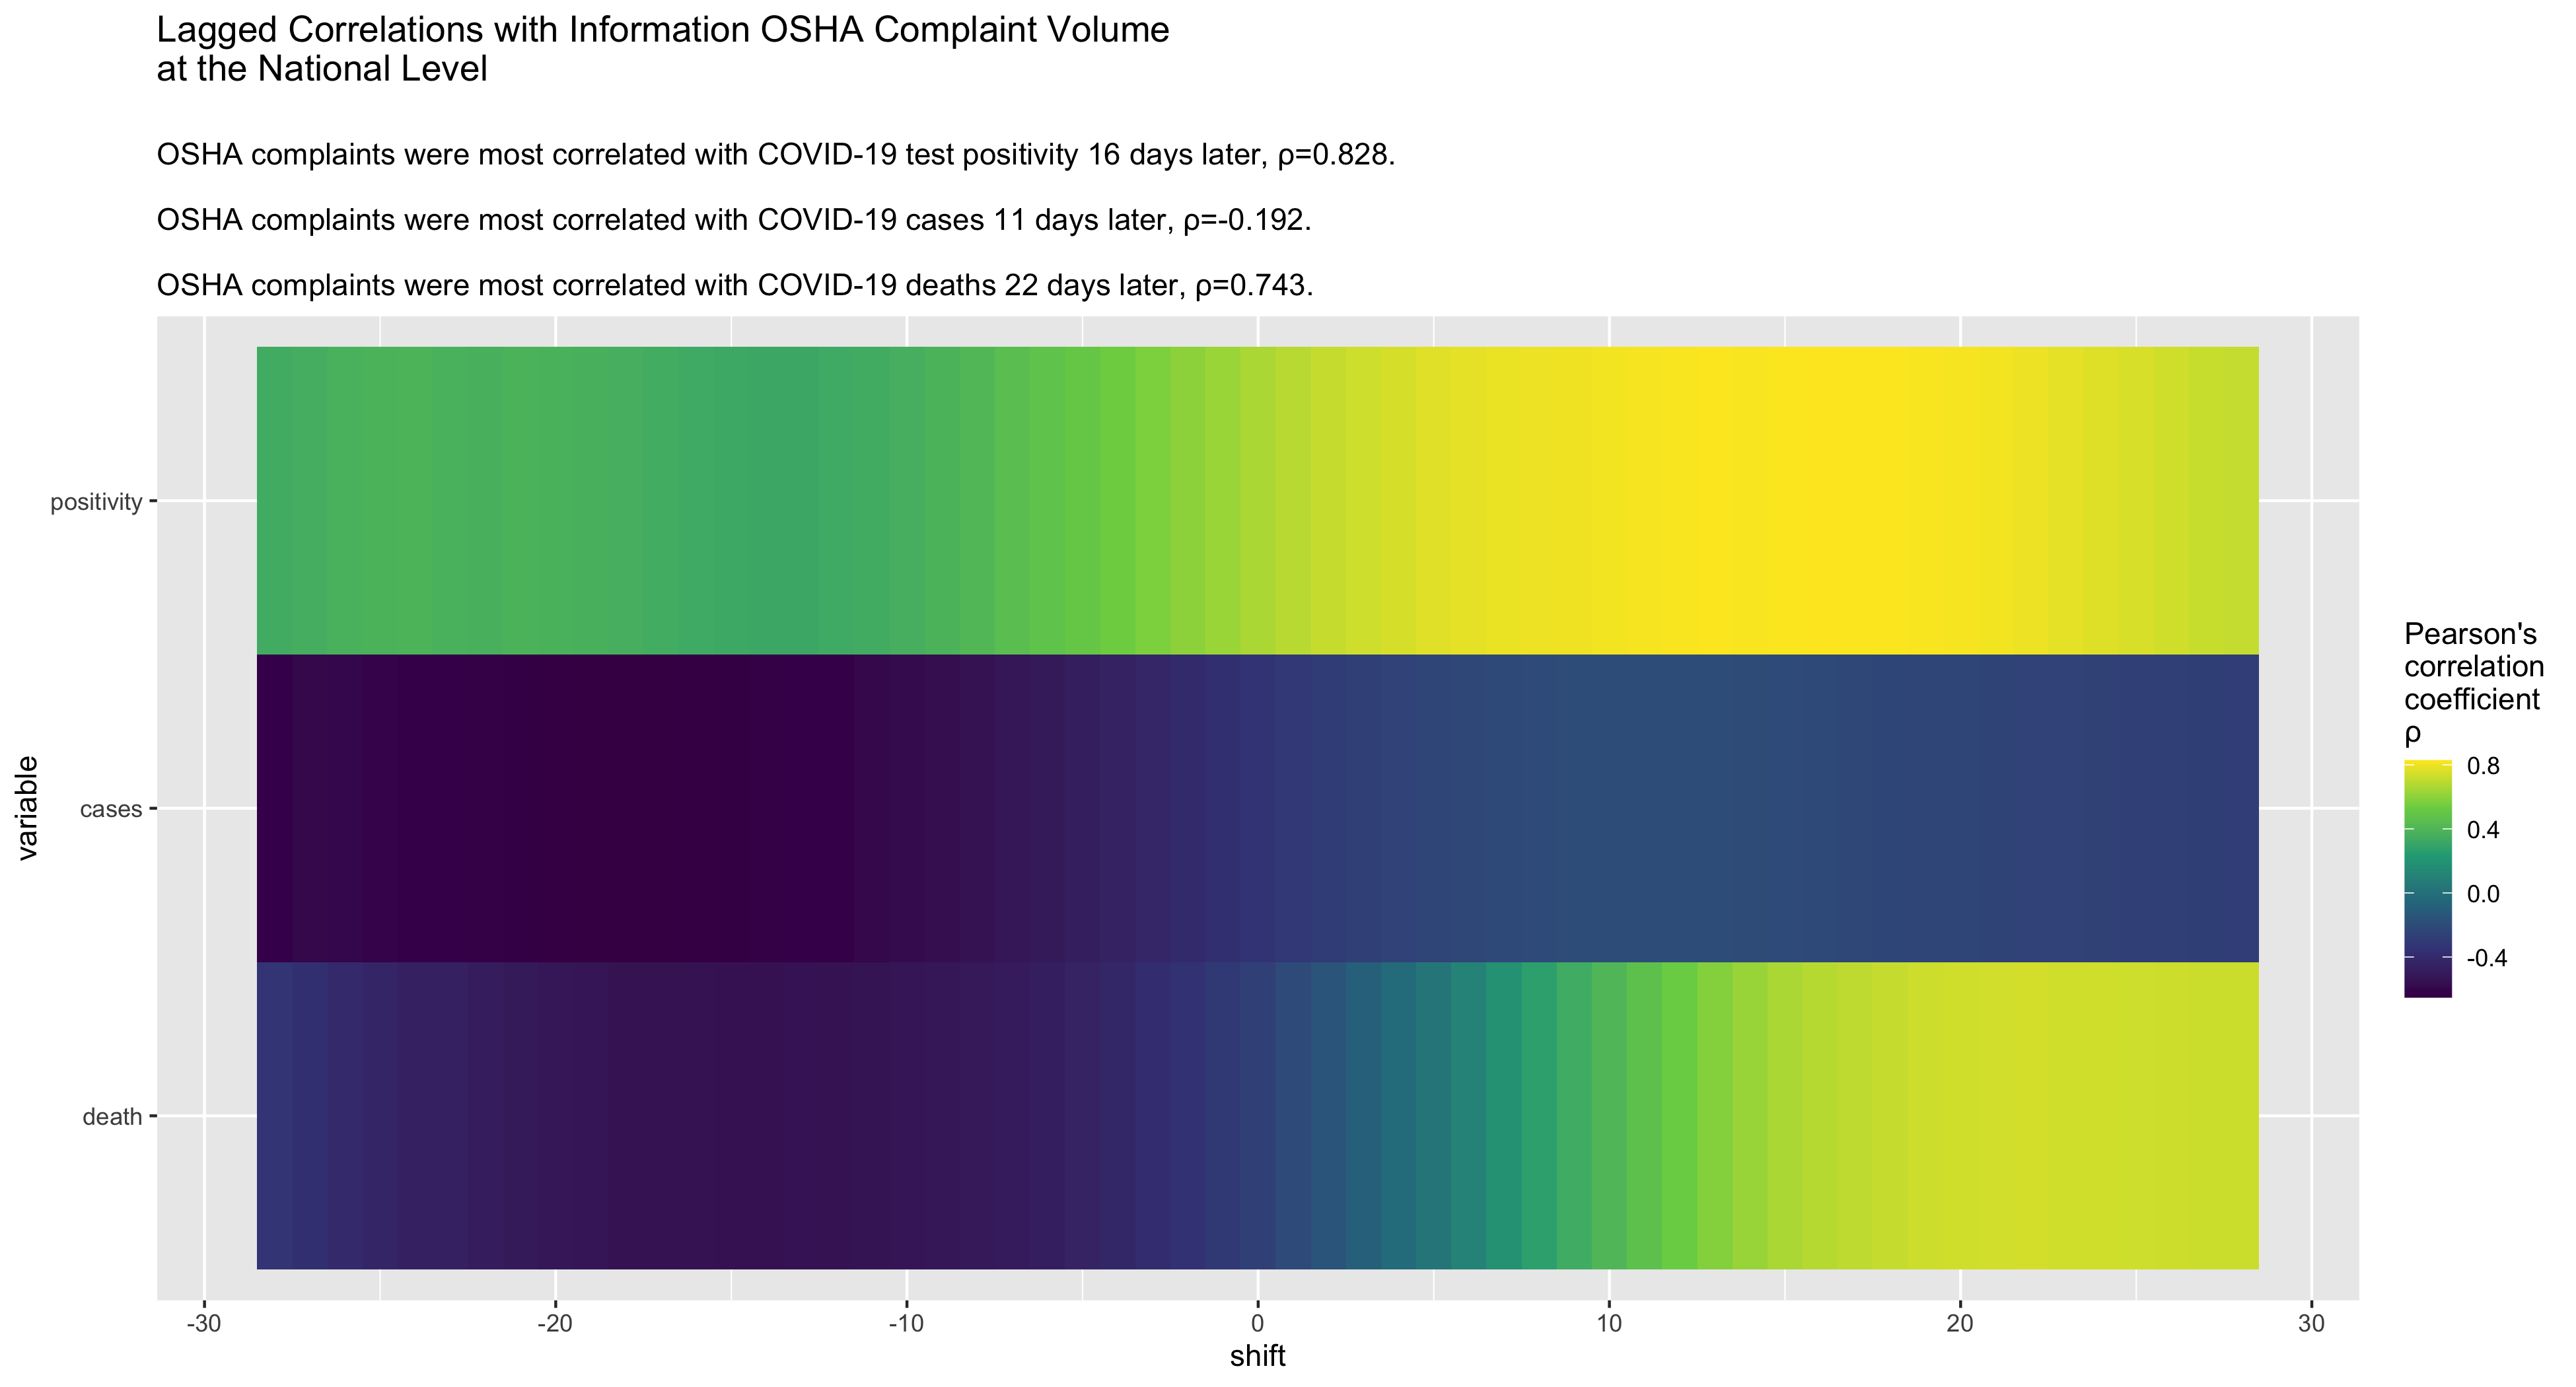 Lagged Correlations with Information OSHA Complaint Volume
at the National Level
OSHA complaints were most correlated with COVID-19 test positivity 16 days later, ρ=0.828.
OSHA complaints were most correlated with COVID-19 cases 11 days later, ρ=-0.192.
OSHA complaints were most correlated with COVID-19 deaths 22 days later, ρ=0.743.
variable
positivity
cases
death
-30
-20
-10
0
10
20
30
shift
Pearson's
correlation
coefficient
ρ
0.8
0.4
0.0
-0.4